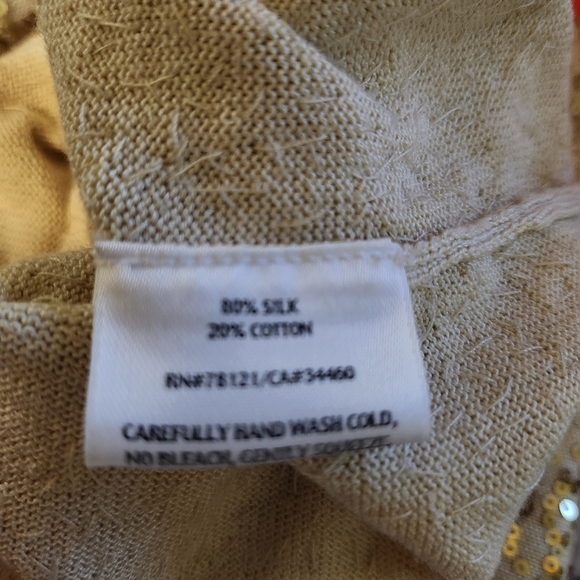 80% SILK
20% COTTON
RN#78121/CA#34460
CAREFULLY HAND WASH COLD,
NO BLEACH, GENTLY SQUEEZE